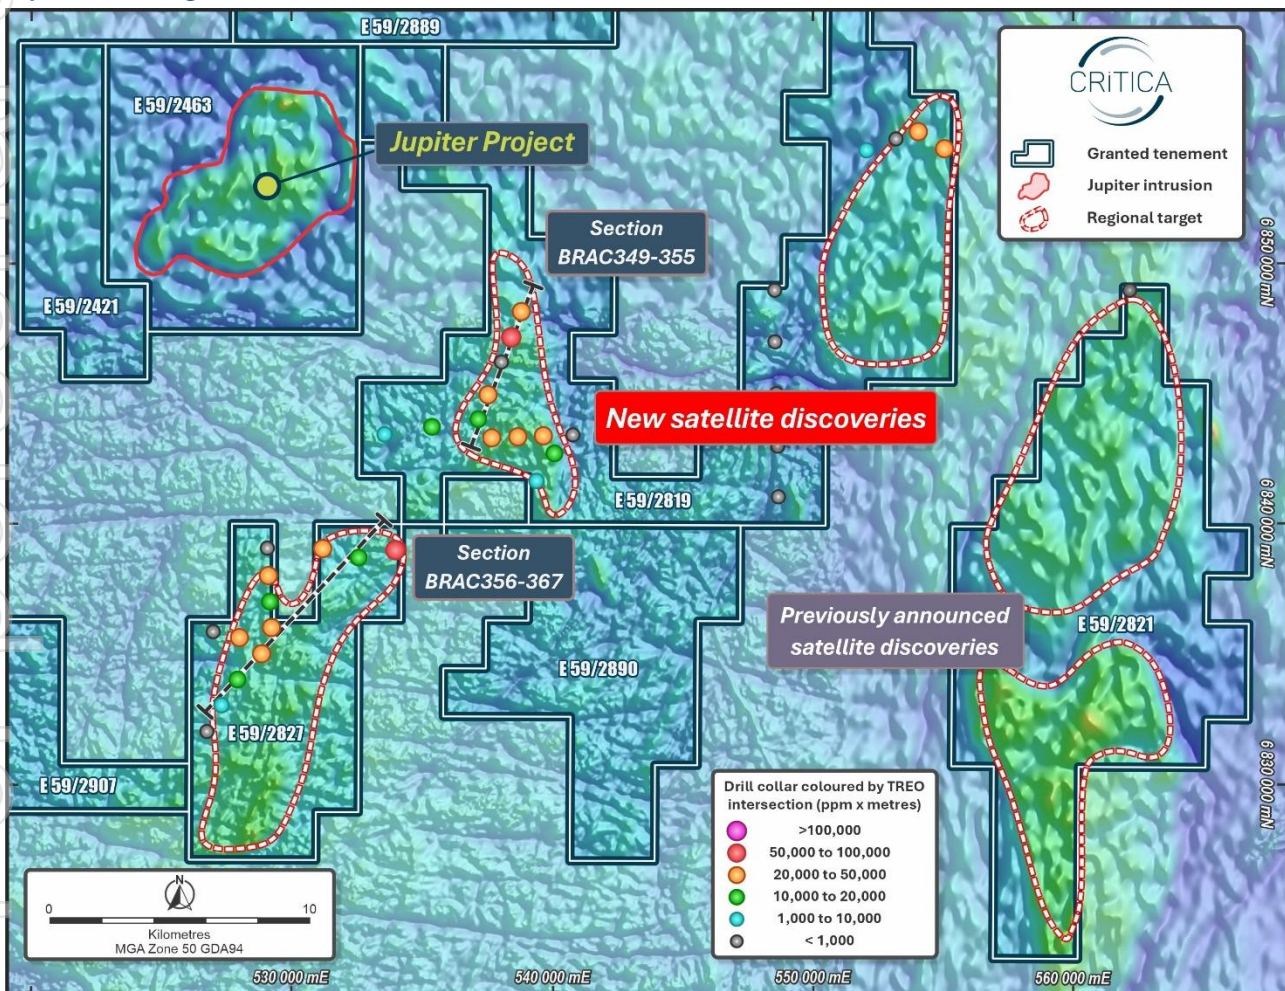 E 59/2889
E 59/2463
Jupiter Project
CRiTICA
Granted tenement
Jupiter intrusion
Regional target
Section
BRAC349-355
6 850 000 mN
E 59/2421
New satellite discoveries
E 59/2819
6 840 000 mN
Section
BRAC356-367
Previously announced
satellite discoveries
E 59/2821
E 59/2890
E 59/2827
6 830 000 mN
E 59/2907
Drill collar coloured by TREO
intersection (ppm x metres)
>100,000
50,000 to 100,000
20,000 to 50,000
10,000 to 20,000
1,000 to 10,000
< 1,000
N
0 10
Kilometres
MGA Zone 50 GDA94
530 000 mE
540 000 mE
550 000 mE
560 000 mE